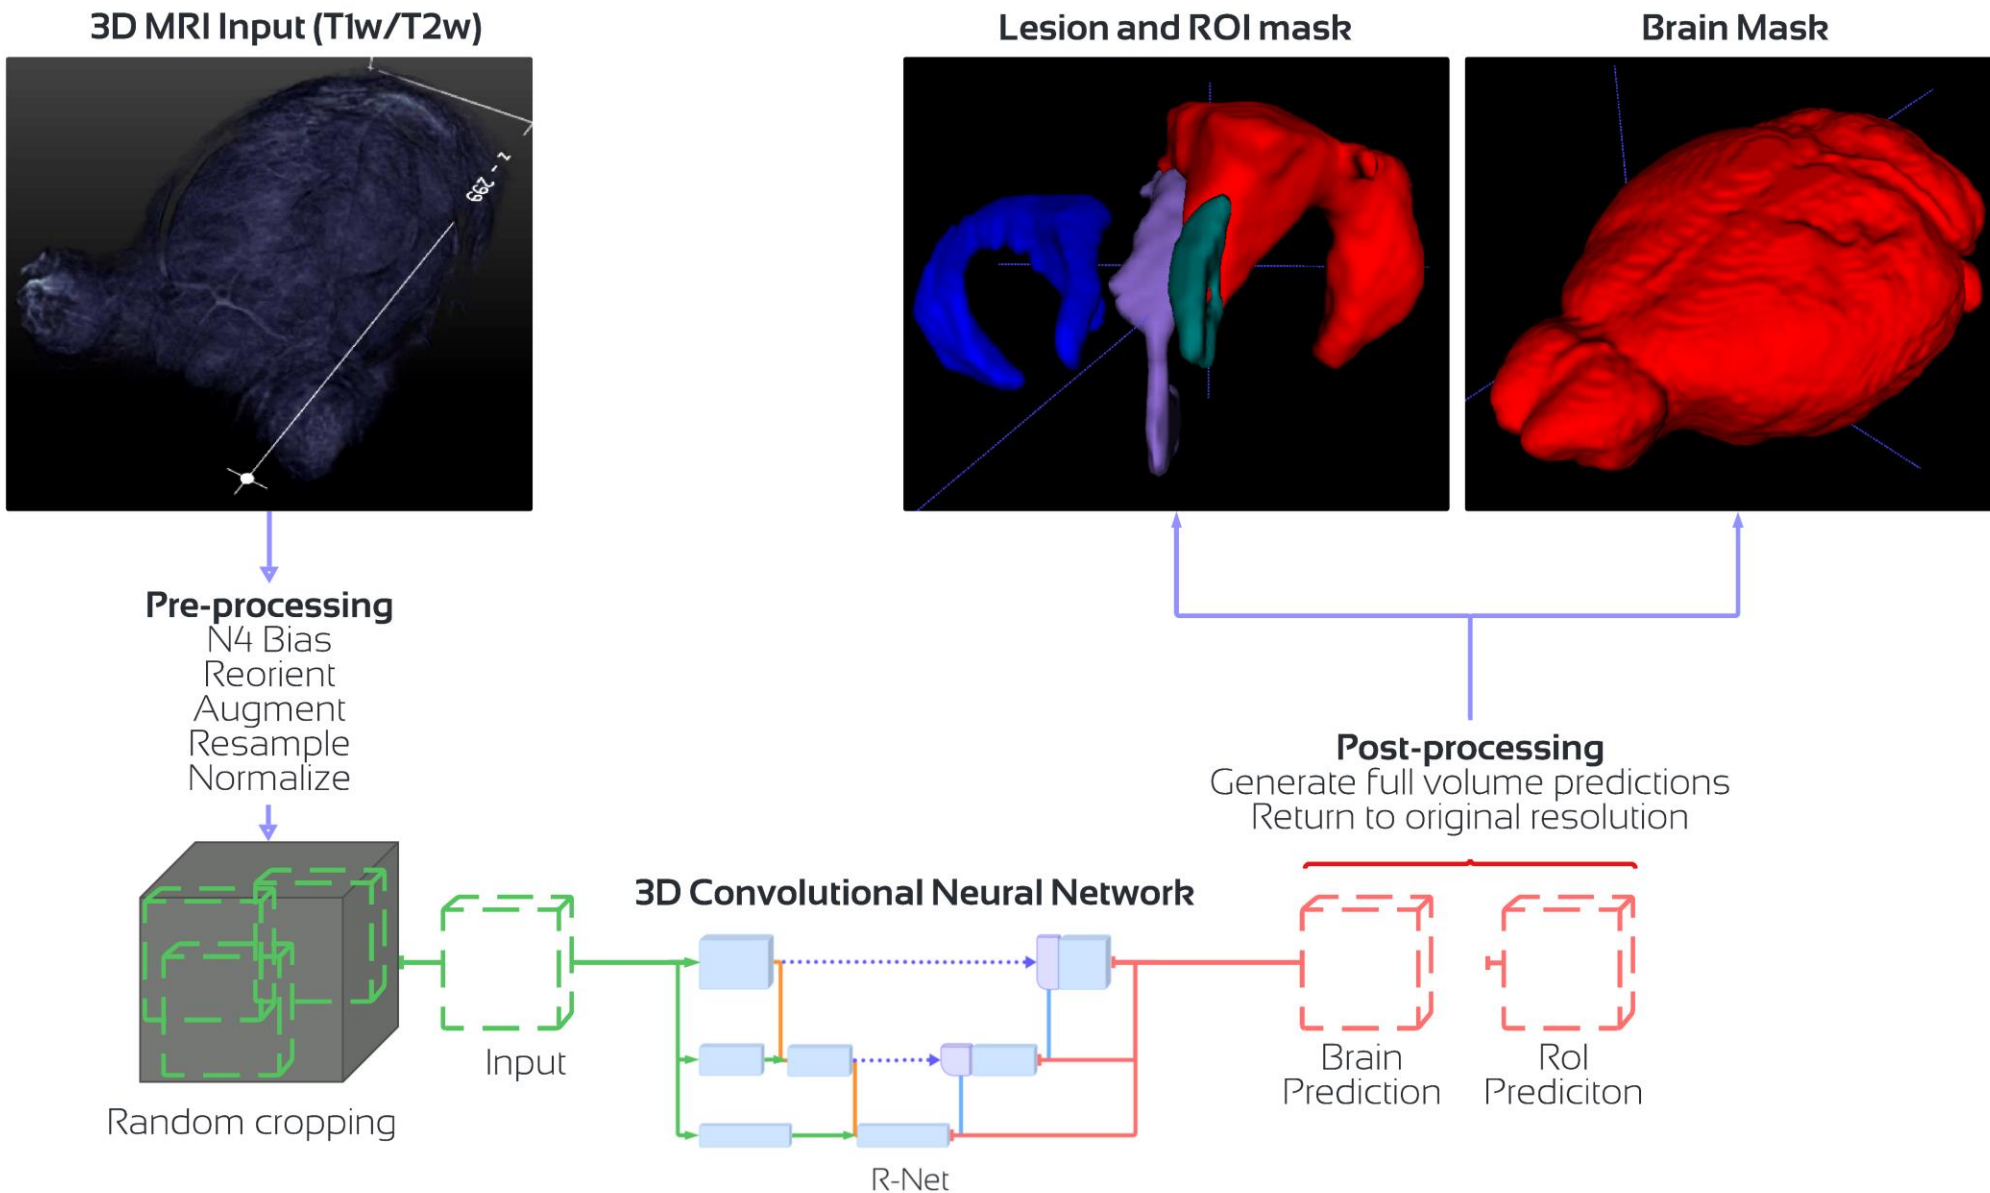 3D MRI Input (T1w/T2w)
Lesion and ROI mask
Brain Mask
z - 299
Pre-processing
N4 Bias
Reorient
Augment
Resample
Normalize
Post-processing
Generate full volume predictions
Return to original resolution
3D Convolutional Neural Network
Input
Random cropping
R-Net
Brain
Prediction
RoI
Prediciton